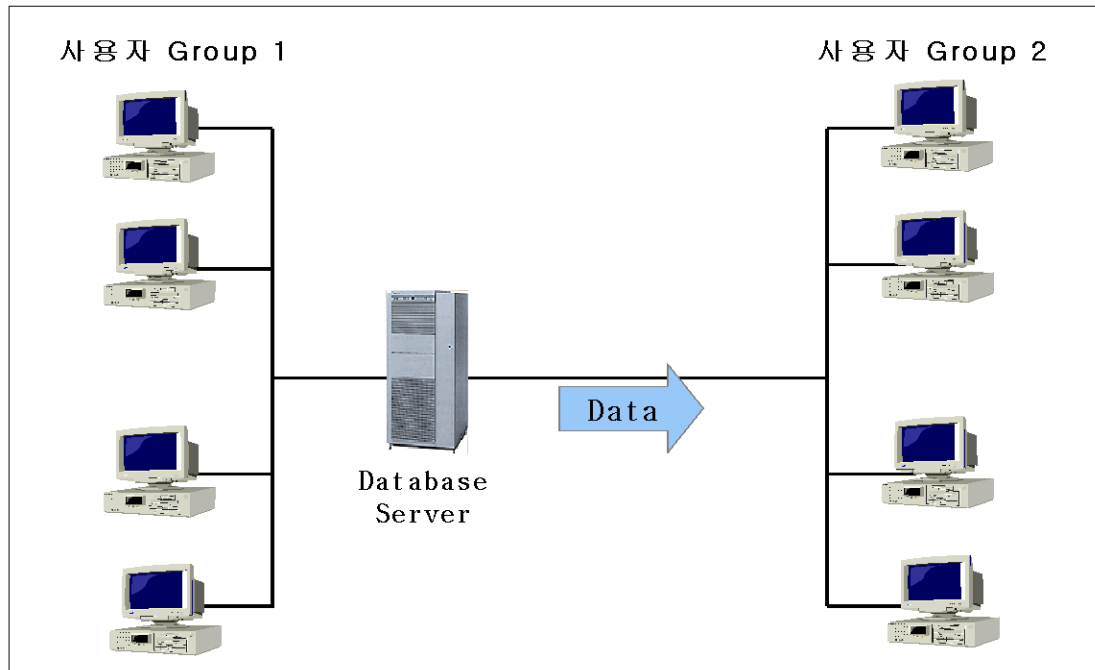 사용자 Group 1
사용자 Group 2
Data
Database
Server